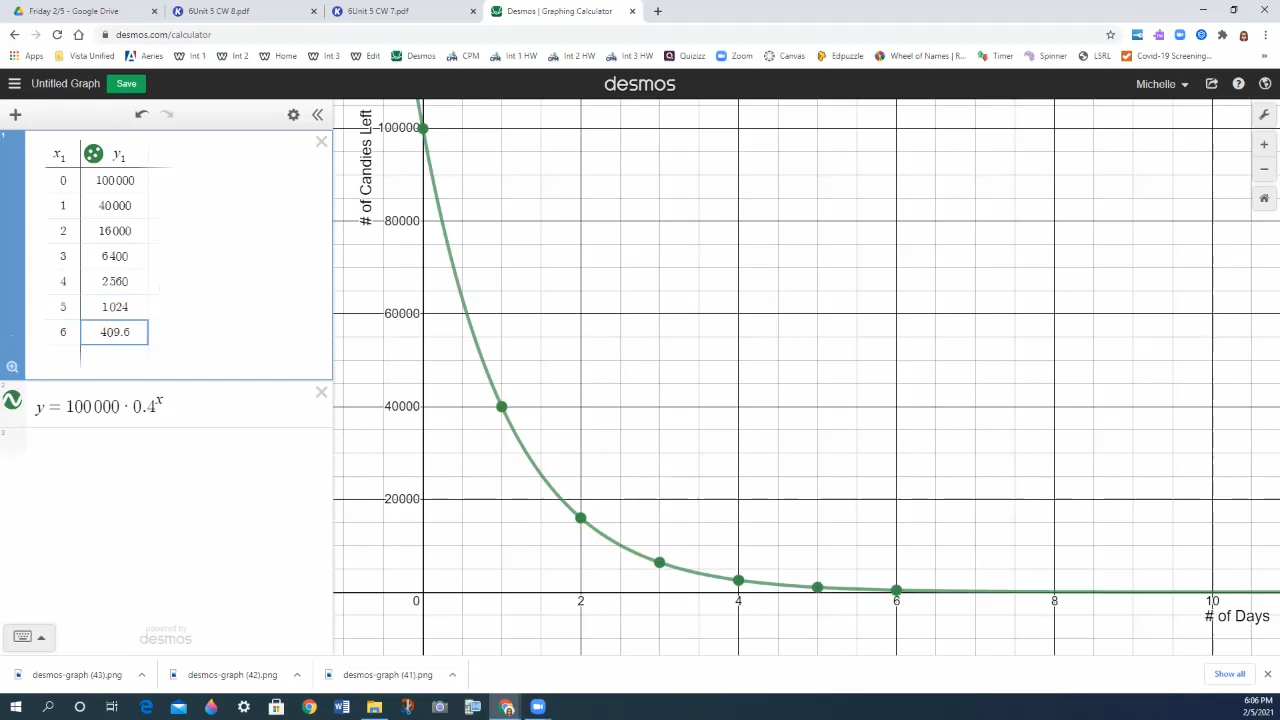 Friday 2/5 - Google Drive
6Unit 5 CW 8.pdf
6Unit 5 CW 7.pdf
Desmos | Graphing Calculator
desmos.com/calculator
Apps
Vista Unified
Aeries
Int 1
Int 2
Home
Int 3
Edit
Desmos
CPM
Int 1 HW
Int 2 HW
Int 3 HW
Quizizz
Zoom
Canvas
Edpuzzle
Wheel of Names | R...
Timer
Spinner
LSRL
Covid-19 Screening...
Untitled Graph
Save
desmos
Michelle
1
x₁ y₁
0 100000
1 40000
2 16000
3 6400
4 2560
5 1024
6 409.6
2
y = 100000 · 0.4ˣ
3
powered by
desmos
# of Candies Left
100000
80000
60000
40000
20000
0 2 4 6 8 10
# of Days
desmos-graph (43).png
desmos-graph (42).png
desmos-graph (41).png
Show all
6:06 PM
2/5/2021